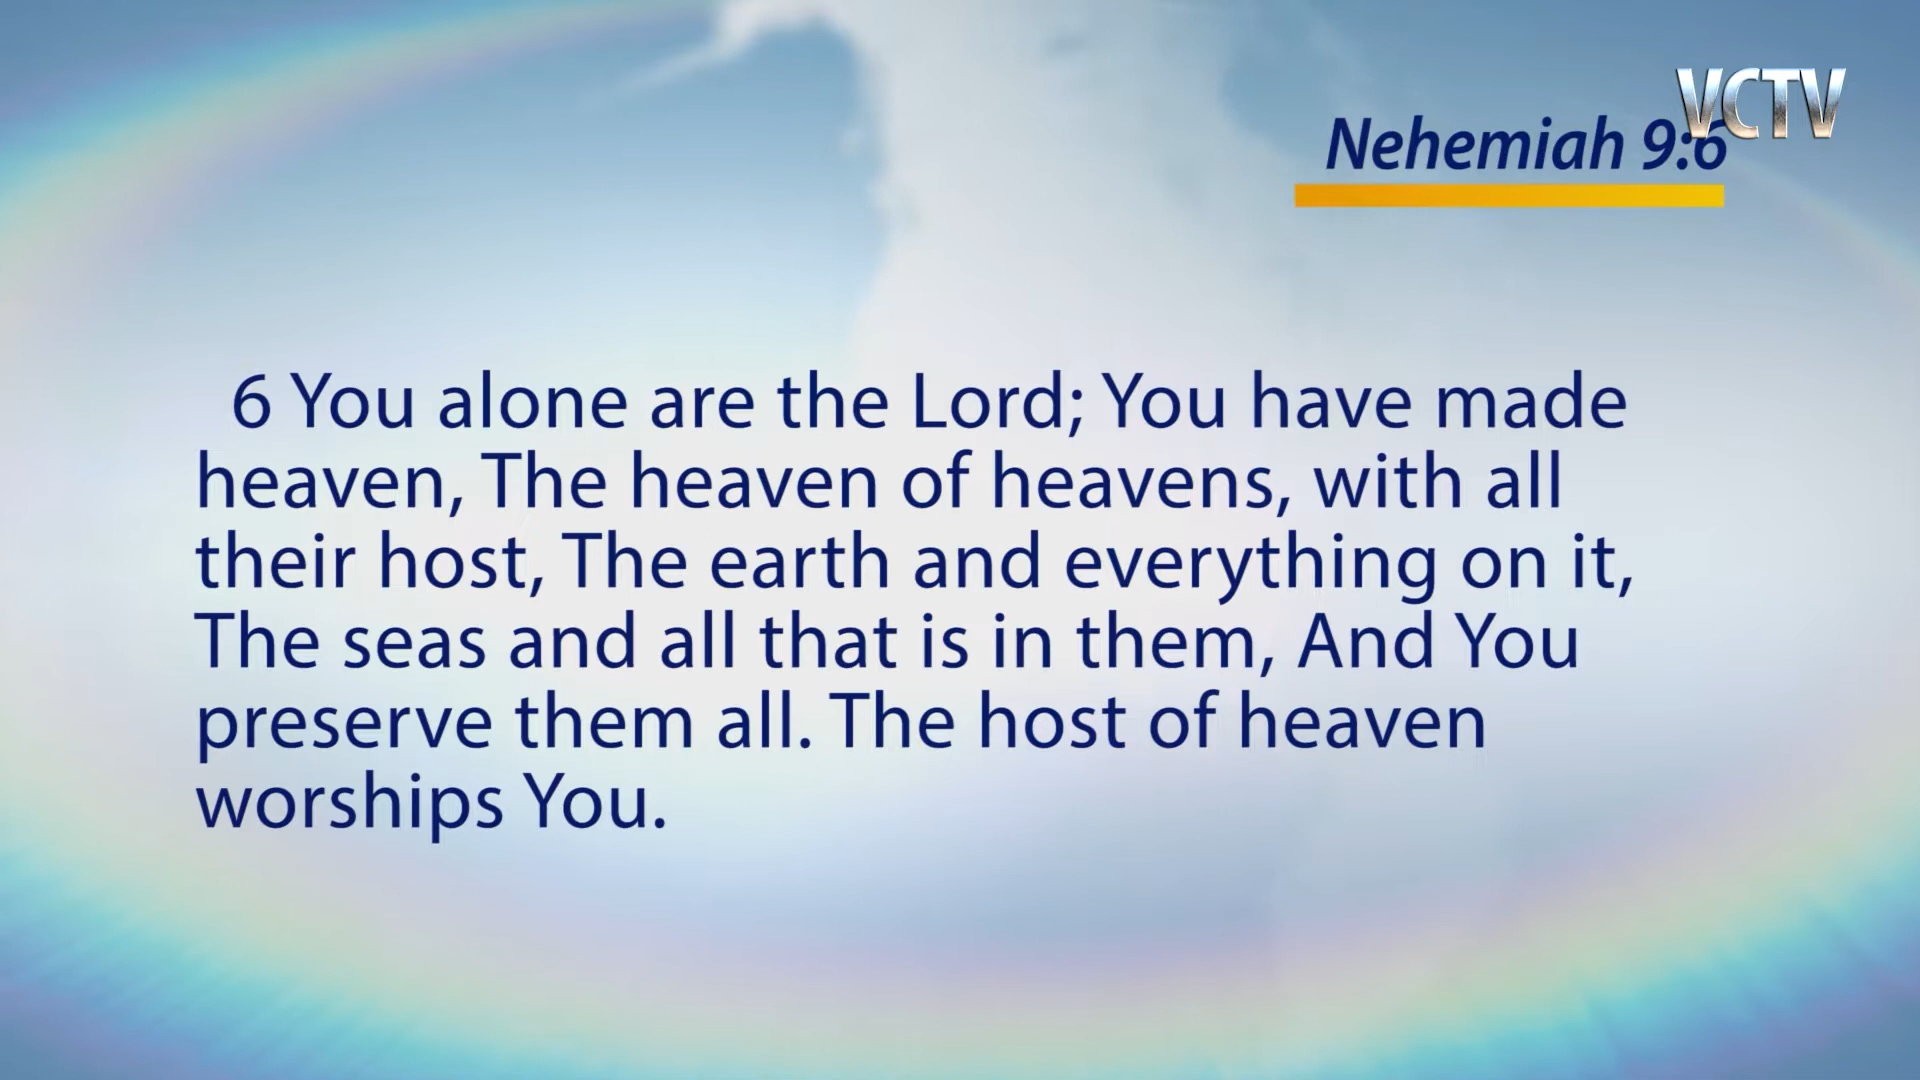 VCTV
Nehemiah 9:6
6 You alone are the Lord; You have made
heaven, The heaven of heavens, with all
their host, The earth and everything on it,
The seas and all that is in them, And You
preserve them all. The host of heaven
worships You.